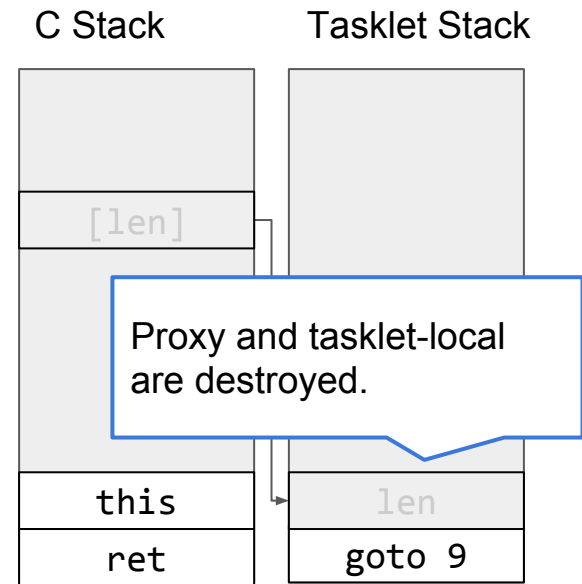 C Stack
Tasklet Stack
[len]
Proxy and tasklet-local
are destroyed.
this
len
ret
goto 9